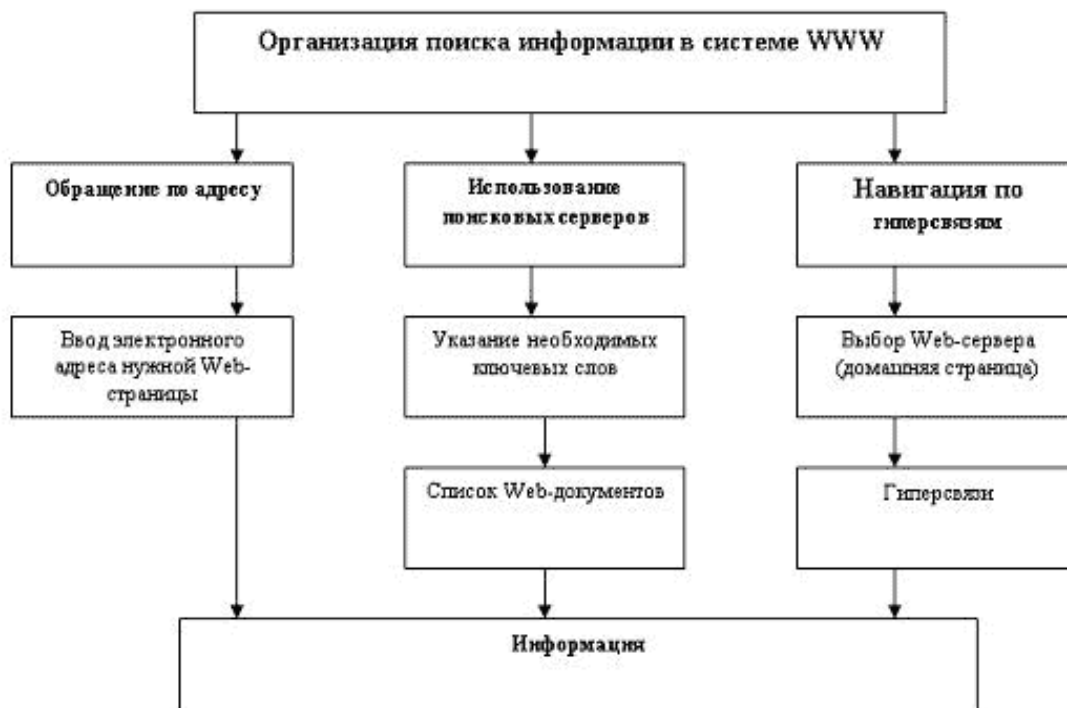 Организация поиска информации в системе WWW
Обращение по адресу
Использование
поисковых серверов
Навигация по
гиперсвязям
Ввод электронного
адреса нужной Web-
страницы
Указание необходимых
ключевых слов
Выбор Web-сервера
(домашняя страница)
Список Web-документов
Гиперсвязи
Информация